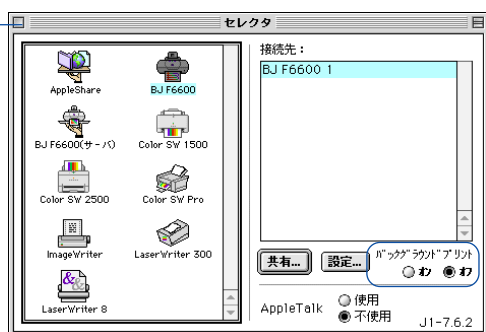 セレクタ
AppleShare
BJ F6600
BJ F6600(サーバ)
Color SW 1500
Color SW 2500
Color SW Pro
ImageWriter
LaserWriter 300
LaserWriter 8
接続先：
BJ F6600 1
共有...
設定...
バックグラウンドプリント
オン
オフ
AppleTalk
使用
不使用
J1-7.6.2